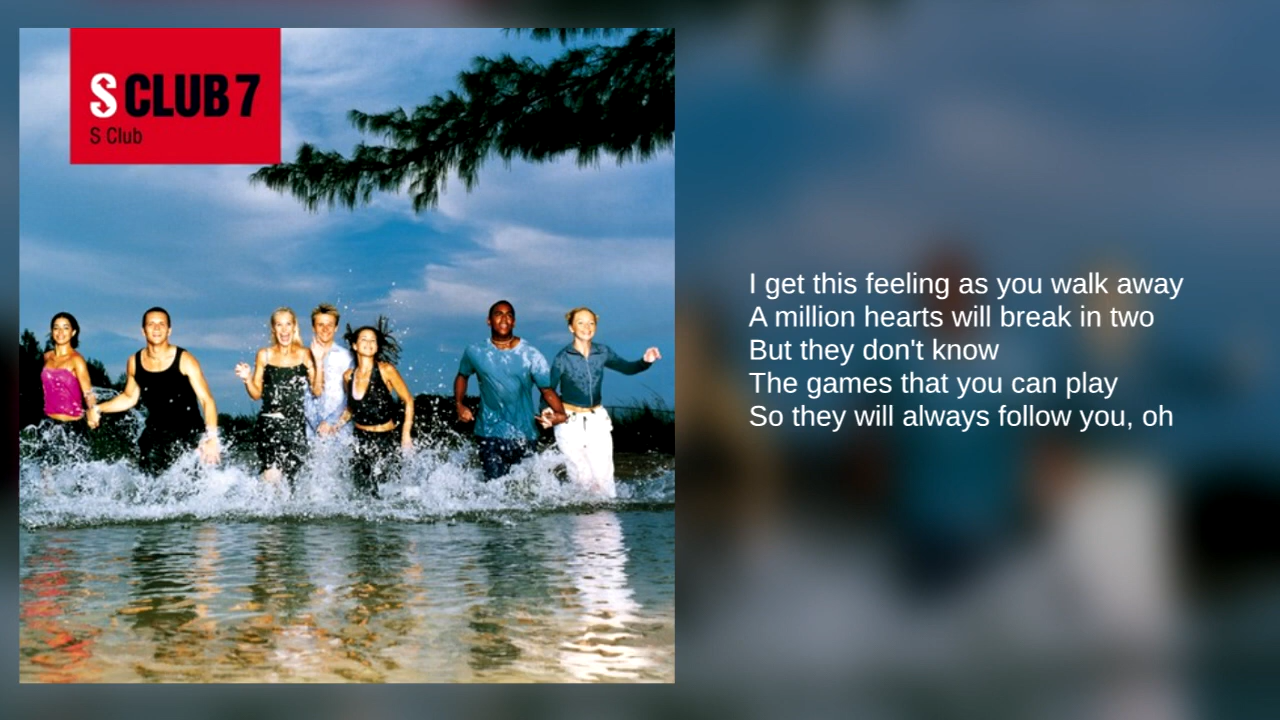 S CLUB 7
S Club
I get this feeling as you walk away
A million hearts will break in two
But they don't know
The games that you can play
So they will always follow you, oh